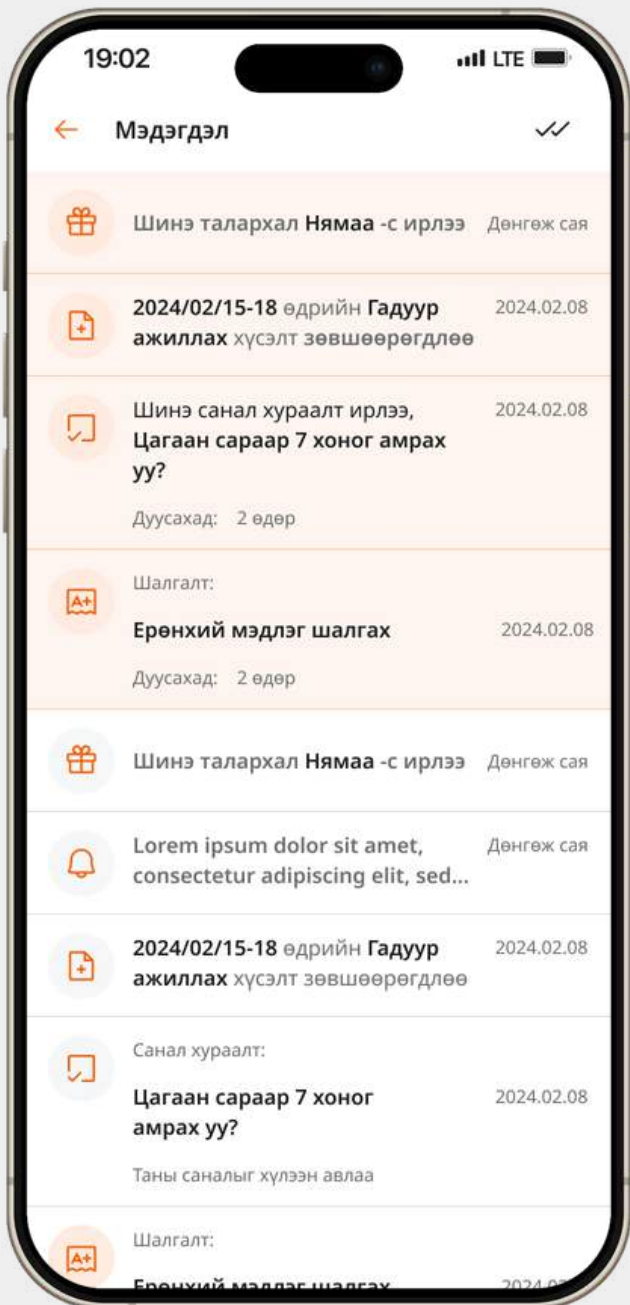 19:02 LTE
Мэдэгдэл
Шинэ талархал Нямаа -с ирлээ Дөнгөж сая
2024/02/15-18 өдрийн Гадуур 2024.02.08
ажиллах хүсэлт зөвшөөрөгдлөө
Шинэ санал хураалт ирлээ, 2024.02.08
Цагаан сараар 7 хоног амрах
уу?
Дуусахад: 2 өдөр
Шалгалт:
A+
Ерөнхий мэдлэг шалгах 2024.02.08
Дуусахад: 2 өдөр
Шинэ талархал Нямаа -с ирлээ Дөнгөж сая
Lorem ipsum dolor sit amet, Дөнгөж сая
consectetur adipiscing elit, sed...
2024/02/15-18 өдрийн Гадуур 2024.02.08
ажиллах хүсэлт зөвшөөрөгдлөө
Санал хураалт:
Цагаан сараар 7 хоног 2024.02.08
амрах уу?
Таны саналыг хүлээн авлаа
Шалгалт:
A+
Ерөнхий мэдлэг шалгах